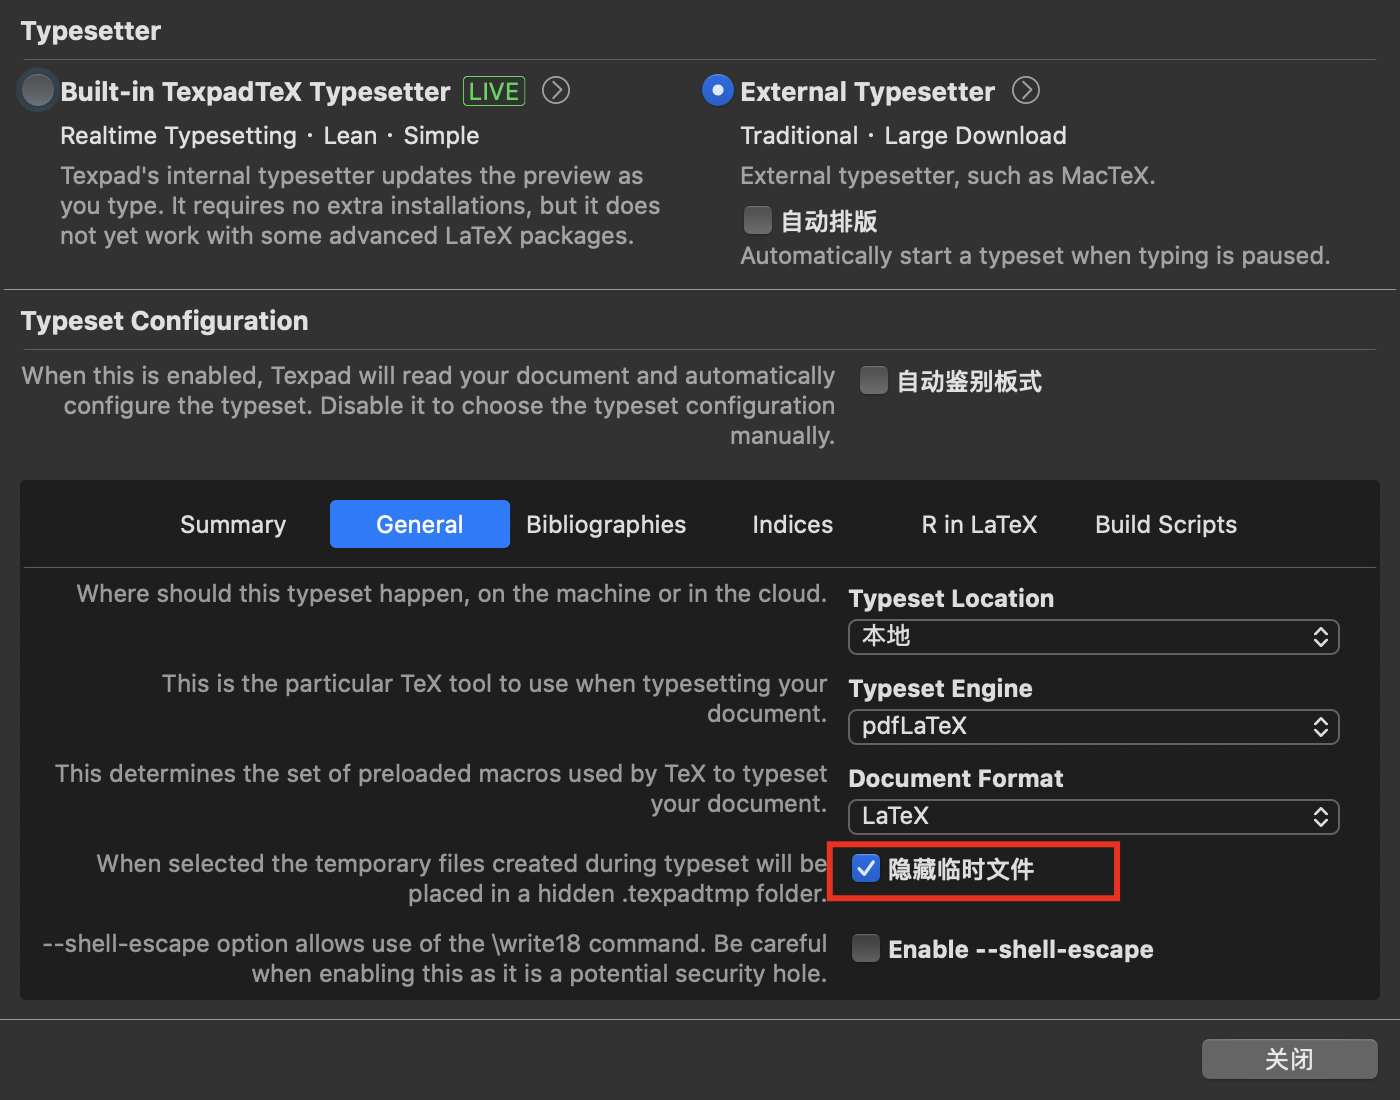 Typesetter
Built-in TexpadTeX Typesetter LIVE
Realtime Typesetting · Lean · Simple
Texpad's internal typesetter updates the preview as
you type. It requires no extra installations, but it does
not yet work with some advanced LaTeX packages.
External Typesetter
Traditional · Large Download
External typesetter, such as MacTeX.
自动排版
Automatically start a typeset when typing is paused.
Typeset Configuration
When this is enabled, Texpad will read your document and automatically
configure the typeset. Disable it to choose the typeset configuration
manually.
自动鉴别板式
Summary General Bibliographies Indices R in LaTeX Build Scripts
Where should this typeset happen, on the machine or in the cloud.
Typeset Location
本地
This is the particular TeX tool to use when typesetting your
document.
Typeset Engine
pdfLaTeX
This determines the set of preloaded macros used by TeX to typeset
your document.
Document Format
LaTeX
When selected the temporary files created during typeset will be
placed in a hidden .texpadtmp folder.
隐藏临时文件
--shell-escape option allows use of the \write18 command. Be careful
when enabling this as it is a potential security hole.
Enable --shell-escape
关闭